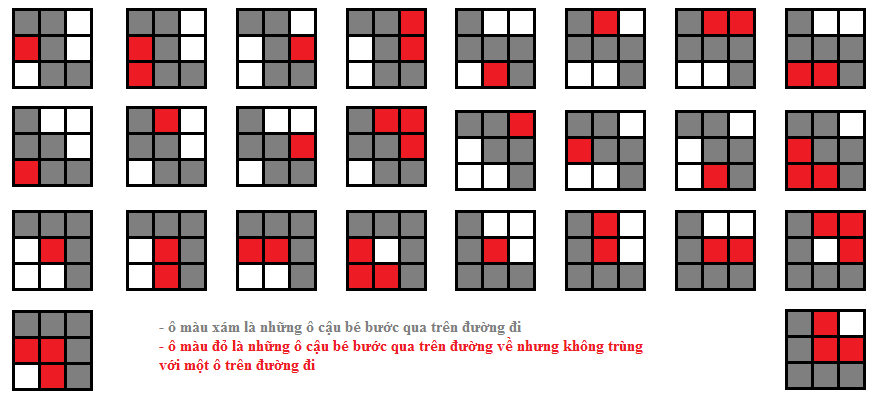 - ô màu xám là những ô cậu bé bước qua trên đường đi
- ô màu đỏ là những ô cậu bé bước qua trên đường về nhưng không trùng
với một ô trên đường đi